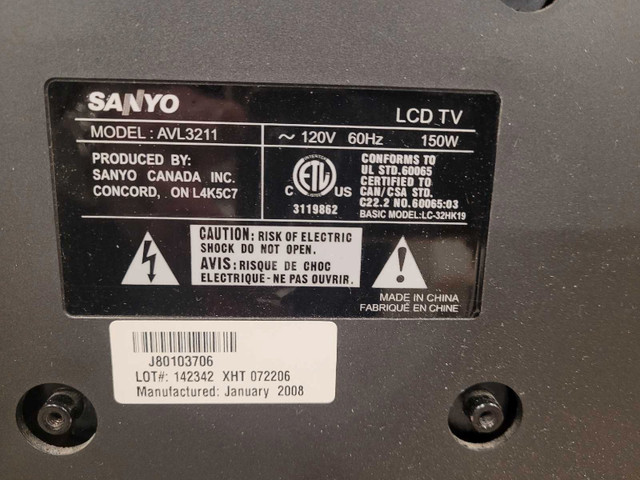 SANYO
LCD TV
MODEL: AVL3211
~ 120V 60Hz 150W
PRODUCED BY:
SANYO CANADA INC.
CONCORD, ON L4K5C7
C ETL US
3119862
CONFORMS TO
UL STD.60065
CERTIFIED TO
CAN/CSA STD.
C22.2 NO.60065:03
BASIC MODEL:LC-32HK19
CAUTION: RISK OF ELECTRIC
SHOCK DO NOT OPEN.
AVIS: RISQUE DE CHOC
ELECTRIQUE-NE PAS OUVRIR.
MADE IN CHINA
FABRIQUÉ EN CHINE
J80103706
LOT#: 142342 XHT 072206
Manufactured: January 2008